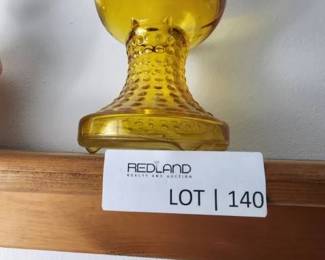 REDLAND
REALTY AND AUCTION
LOT | 140